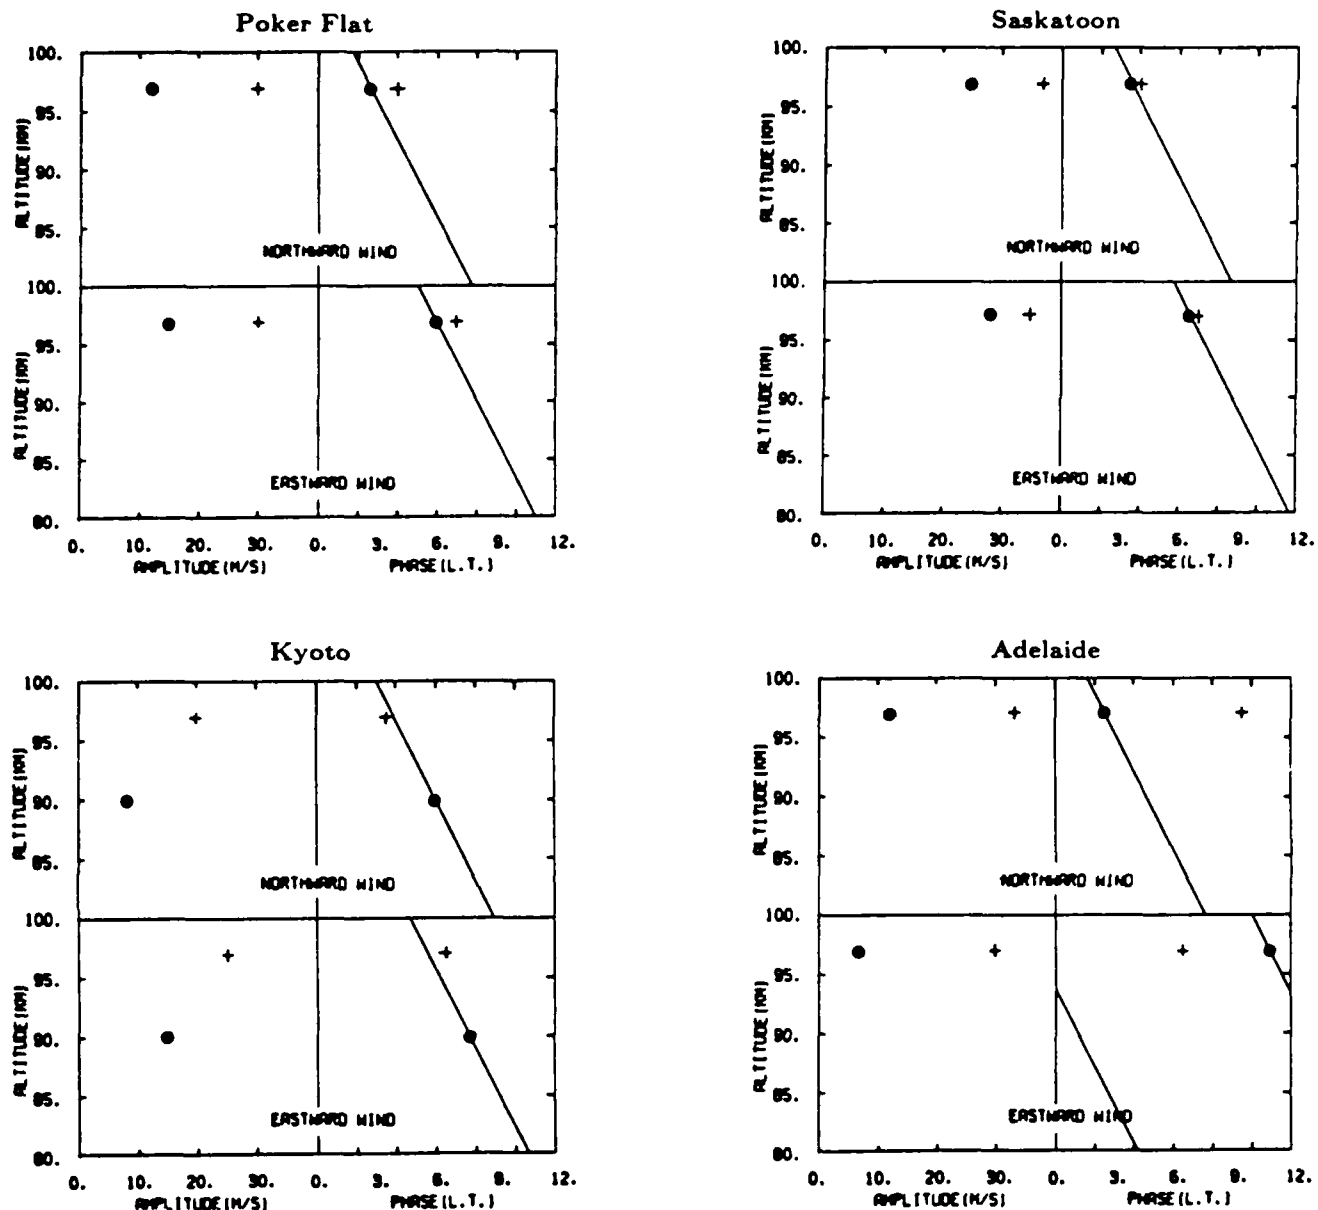 Poker Flat
100.
95.
90.
85.
100.
95.
90.
85.
80.
ALTITUDE(KM)
ALTITUDE(KM)
NORTHWARD WIND
EASTWARD WIND
0. 10. 20. 30. 0. 3. 6. 9. 12.
AMPLITUDE(M/S) PHASE(L.T.)
Saskatoon
100.
95.
90.
85.
100.
95.
90.
85.
80.
ALTITUDE(KM)
ALTITUDE(KM)
NORTHWARD WIND
EASTWARD WIND
0. 10. 20. 30. 0. 3. 6. 9. 12.
AMPLITUDE(M/S) PHASE(L.T.)
Kyoto
100.
95.
90.
85.
100.
95.
90.
85.
80.
ALTITUDE(KM)
ALTITUDE(KM)
NORTHWARD WIND
EASTWARD WIND
0. 10. 20. 30. 0. 3. 6. 9. 12.
AMPLITUDE(M/S) PHASE(L.T.)
Adelaide
100.
95.
90.
85.
100.
95.
90.
85.
80.
ALTITUDE(KM)
ALTITUDE(KM)
NORTHWARD WIND
EASTWARD WIND
0. 10. 20. 30. 0. 3. 6. 9. 12.
AMPLITUDE(M/S) PHASE(L.T.)